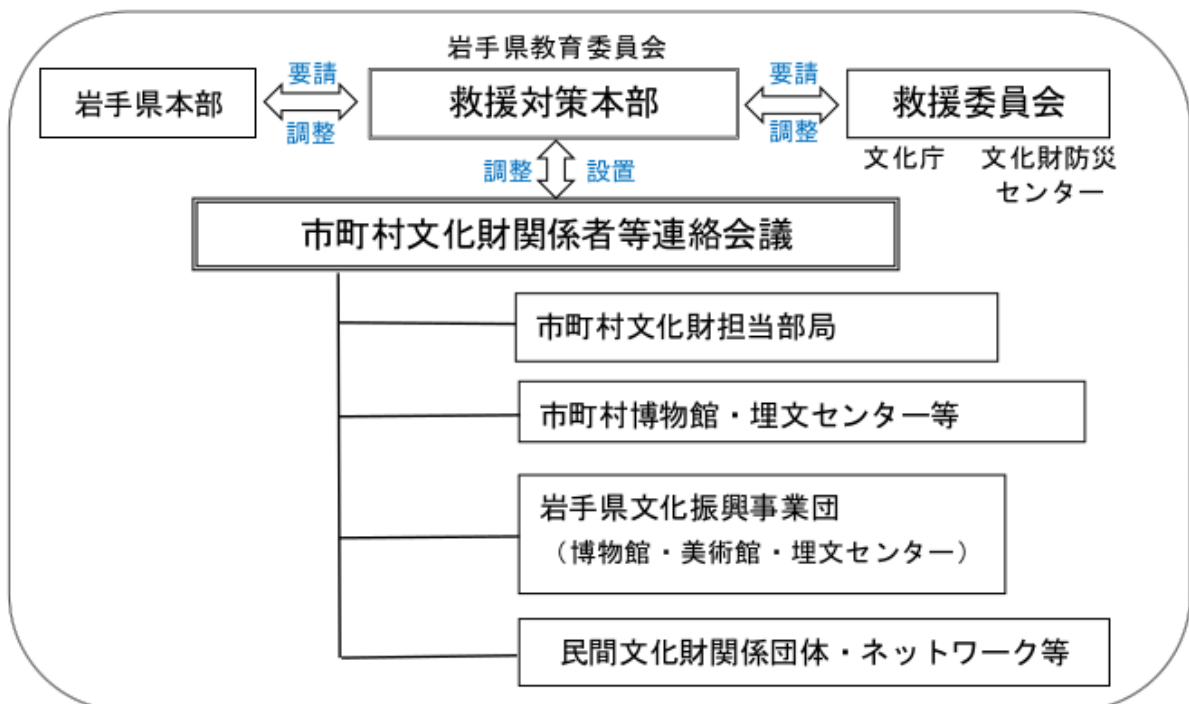 岩手県教育委員会
岩手県本部
要請
調整
救援対策本部
要請
調整
救援委員会
文化庁
文化財防災
センター
調整
設置
市町村文化財関係者等連絡会議
市町村文化財担当部局
市町村博物館・埋文センター等
岩手県文化振興事業団
（博物館・美術館・埋文センター）
民間文化財関係団体・ネットワーク等